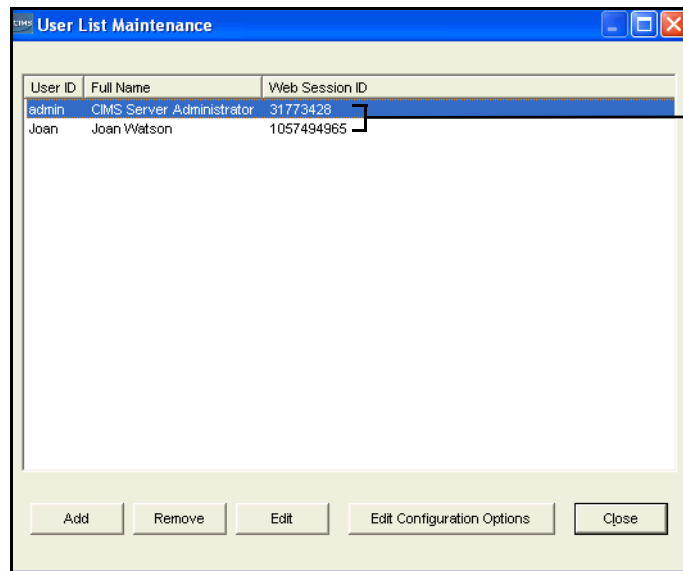 CIMS User List Maintenance
User ID Full Name Web Session ID
admin CIMS Server Administrator 31773428
Joan Joan Watson 1057494965
Add Remove Edit Edit Configuration Options Close